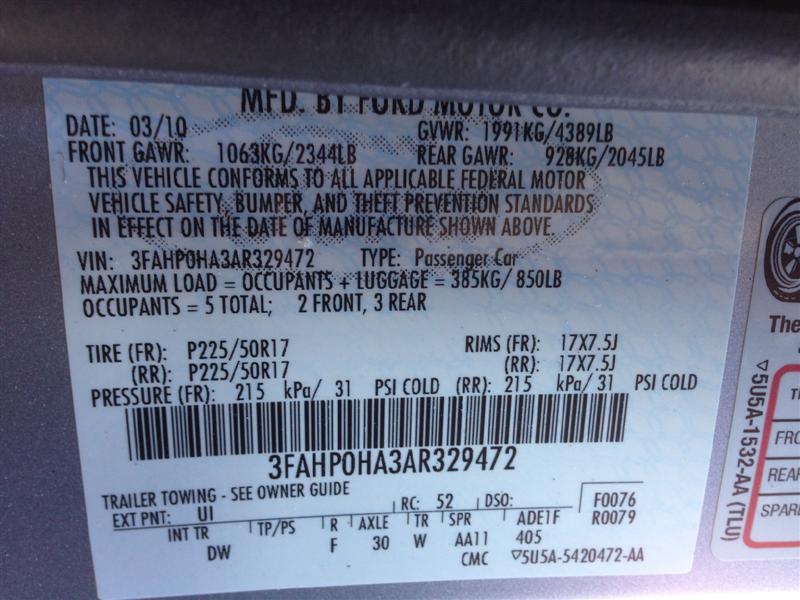 MFD. BY FORD MOTOR CO.
DATE: 03/10 GVWR: 1991KG/4389LB
FRONT GAWR: 1063KG/2344LB REAR GAWR: 928KG/2045LB
THIS VEHICLE CONFORMS TO ALL APPLICABLE FEDERAL MOTOR
VEHICLE SAFETY, BUMPER, AND THEFT PREVENTION STANDARDS
IN EFFECT ON THE DATE OF MANUFACTURE SHOWN ABOVE.
VIN: 3FAHP0HA3AR329472 TYPE: Passenger Car
MAXIMUM LOAD = OCCUPANTS + LUGGAGE = 385KG/ 850LB
OCCUPANTS = 5 TOTAL; 2 FRONT, 3 REAR
TIRE (FR): P225/50R17 RIMS (FR): 17X7.5J
(RR): P225/50R17 (RR): 17X7.5J
PRESSURE (FR): 215 kPa/ 31 PSI COLD (RR): 215 kPa/ 31 PSI COLD
3FAHP0HA3AR329472
TRAILER TOWING - SEE OWNER GUIDE
EXT PNT: UI RC: 52 DSO: F0076
R0079
INT TR TP/PS R AXLE TR SPR ADE1F
DW F 30 W AA11 405
CMC ▽5U5A-5420472-AA
The
▽5U5A-1532-AA (TLU)
FRO
REAR
SPARE